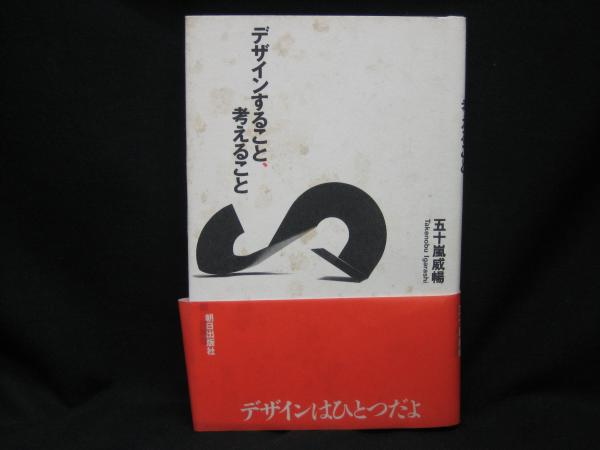 デザインすること、
考えること
五十嵐威暢
Takenobu Igarashi
朝日出版社
デザインはひとつだよ